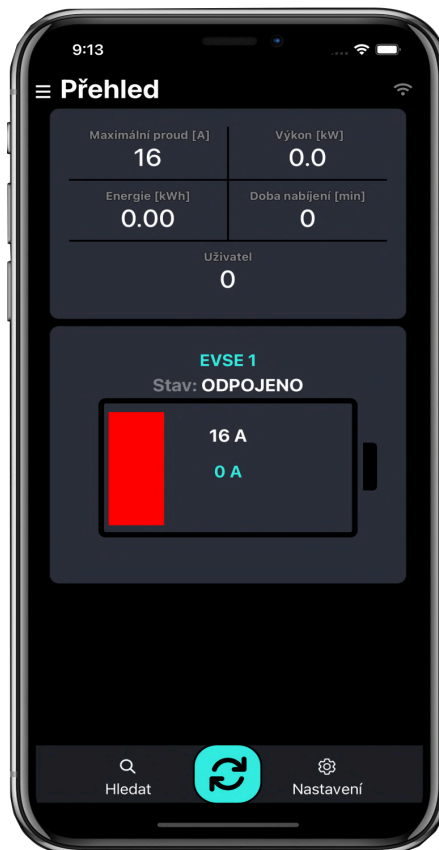 9:13
Přehled
Maximální proud [A]
Výkon [kW]
16
0.0
Energie [kWh]
Doba nabíjení [min]
0.00
0
Uživatel
0
EVSE 1
Stav: ODPOJENO
16 A
0 A
Hledat
Nastavení